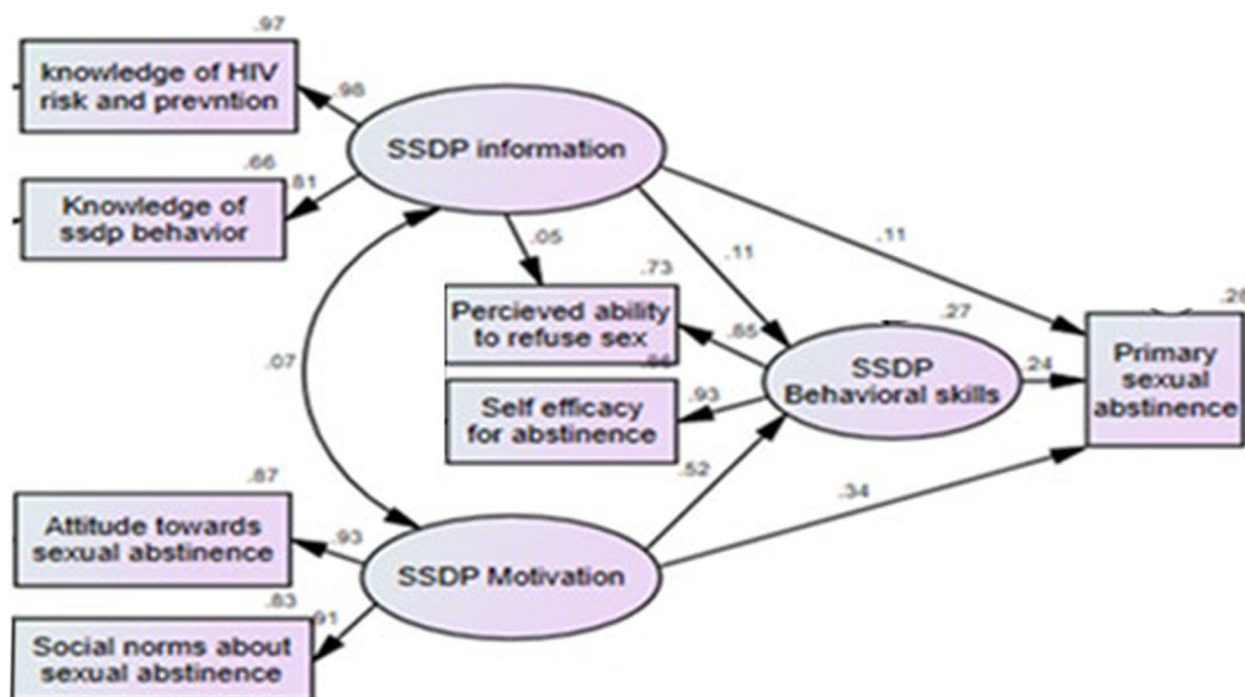 .97
knowledge of HIV
risk and prevntion
.98
SSDP information
.66
.81
Knowledge of
ssdp behavior
.05
.11
.11
.73
Percieved ability
to refuse sex
.85
.27
.28
SSDP
Behavioral skills
.24
Primary
sexual
abstinence
.86
Self efficacy
for abstinence
.93
.07
.52
.34
.87
Attitude towards
sexual abstinence
.93
SSDP Motivation
.83
.91
Social norms about
sexual abstinence